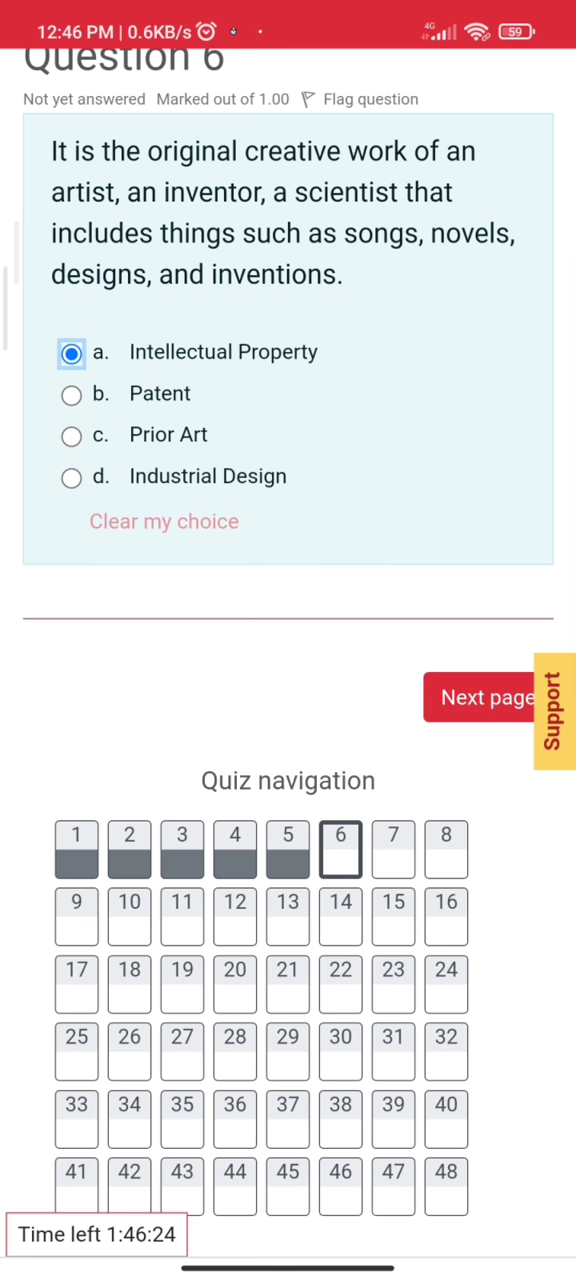 12:46 PM | 0.6KB/s
4G
59
Question 6
Not yet answered Marked out of 1.00 Flag question
It is the original creative work of an
artist, an inventor, a scientist that
includes things such as songs, novels,
designs, and inventions.
a. Intellectual Property
b. Patent
c. Prior Art
d. Industrial Design
Clear my choice
Next page
Support
Quiz navigation
1 2 3 4 5 6 7 8
9 10 11 12 13 14 15 16
17 18 19 20 21 22 23 24
25 26 27 28 29 30 31 32
33 34 35 36 37 38 39 40
41 42 43 44 45 46 47 48
Time left 1:46:24